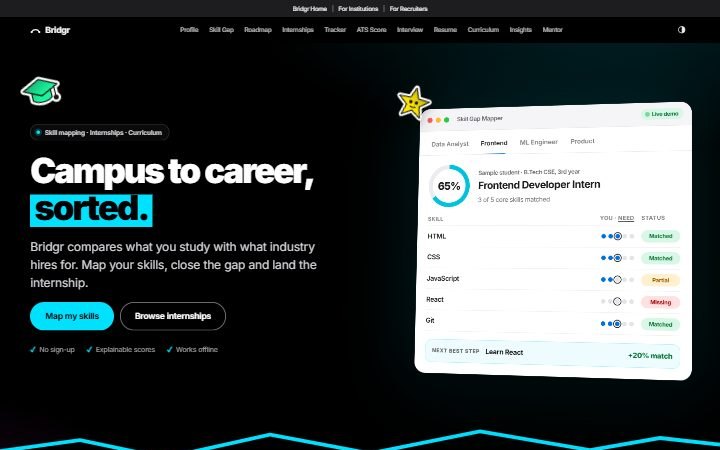 Bridgr Home | For Institutions | For Recruiters
Bridgr
Profile Skill Gap Roadmap Internships Tracker ATS Score Interview Resume Curriculum Insights Mentor
Skill mapping · Internships · Curriculum
Campus to career,
sorted.
Bridgr compares what you study with what industry
hires for. Map your skills, close the gap and land the
internship.
Map my skills
Browse internships
✓ No sign-up ✓ Explainable scores ✓ Works offline
Skill Gap Mapper
Live demo
Data Analyst Frontend ML Engineer Product
65%
Sample student · B.Tech CSE, 3rd year
Frontend Developer Intern
3 of 5 core skills matched
SKILL YOU · NEED STATUS
HTML Matched
CSS Matched
JavaScript Partial
React Missing
Git Matched
NEXT BEST STEP Learn React +20% match